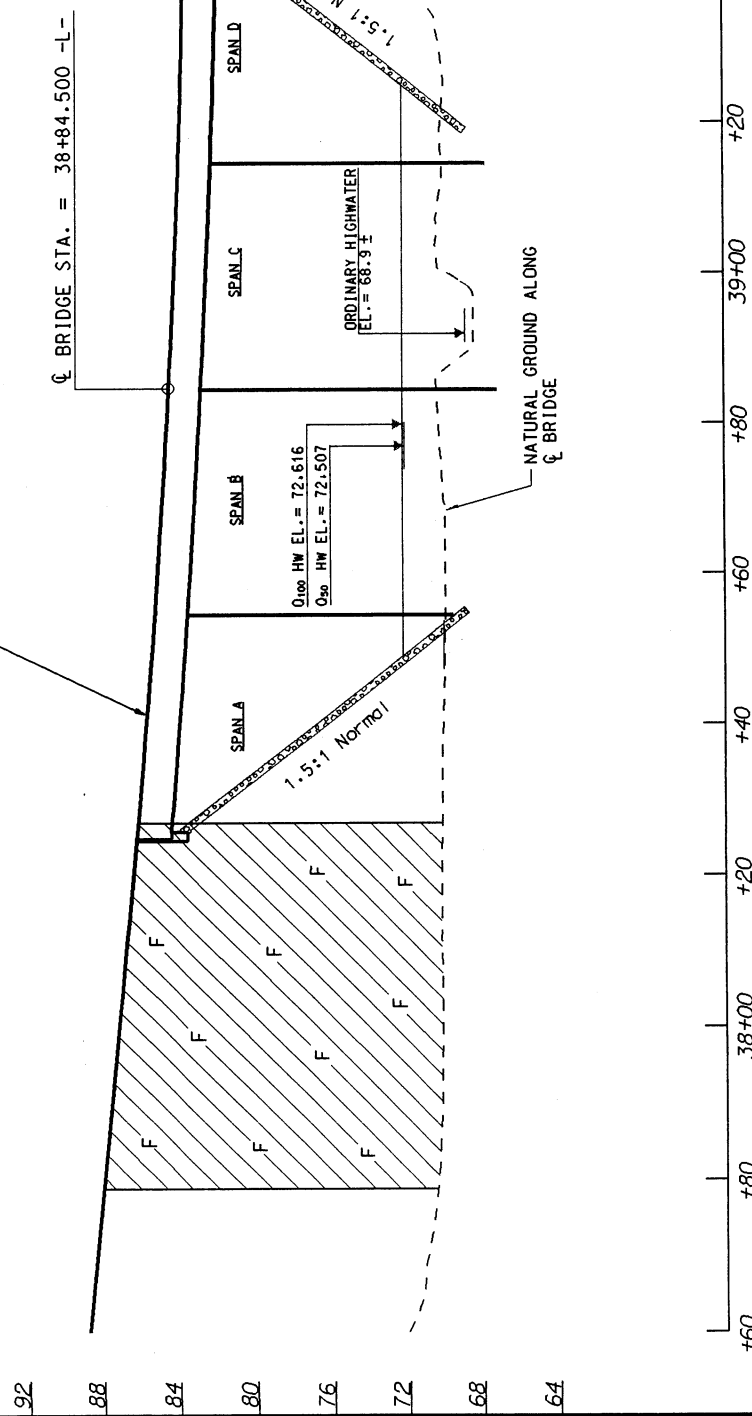 ℄ BRIDGE STA. = 38+84.500 -L-
SPAN A
SPAN B
SPAN C
SPAN D
1.5:1 Normal
1.5:1 N
Q100 HW EL.= 72.616
Q50 HW EL.= 72.507
ORDINARY HIGHWATER
EL.= 68.9 ±
NATURAL GROUND ALONG
℄ BRIDGE
F F F F F F F F F F
92
88
84
80
76
72
68
64
+60
+80
38+00
+20
+40
+60
+80
39+00
+20